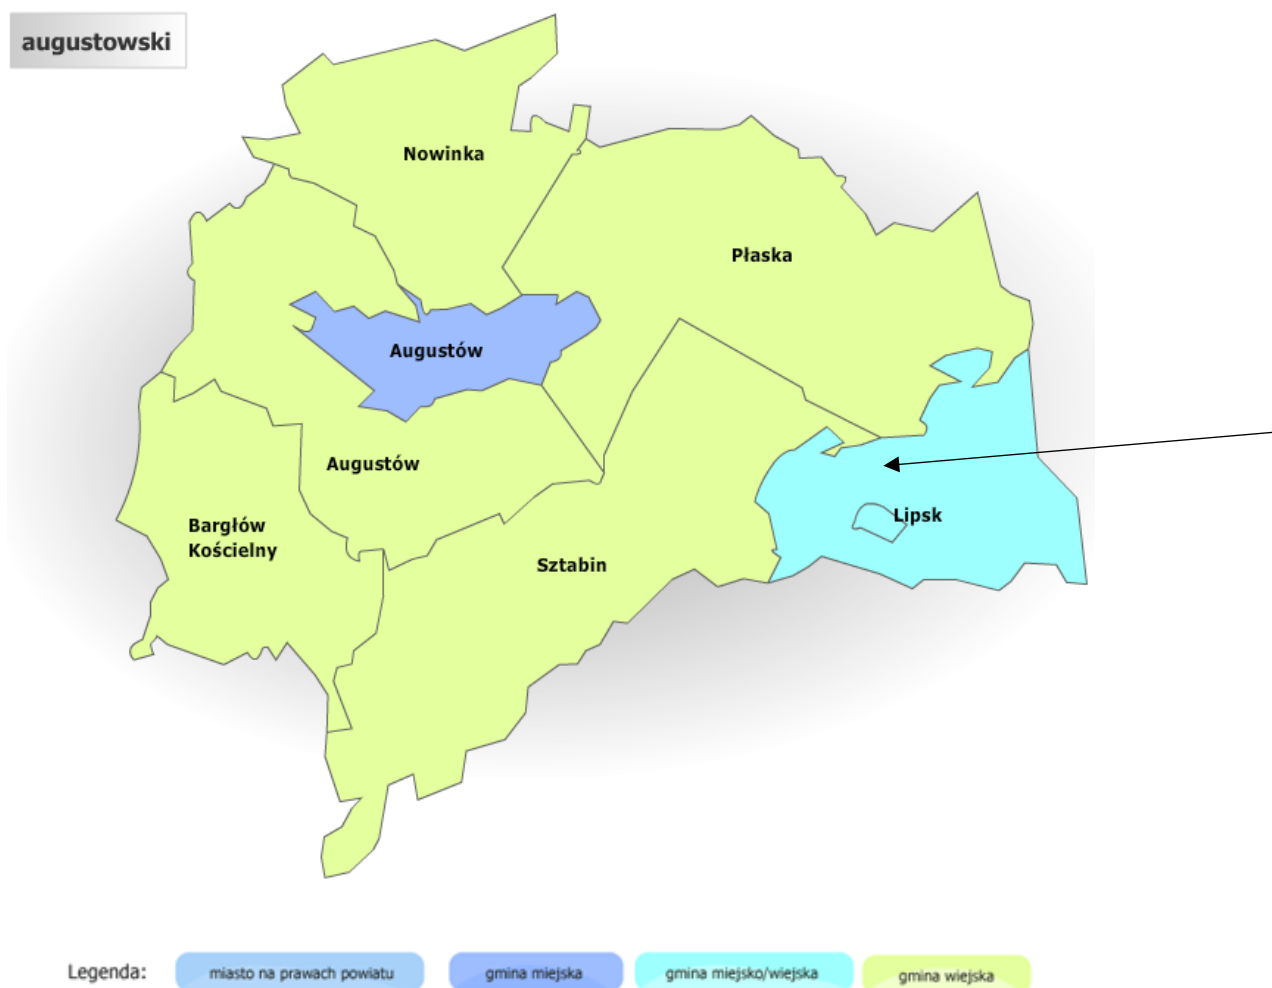 augustowski
Nowinka
Płaska
Augustów
Augustów
Bargłów
Kościelny
Lipsk
Sztabin
Legenda:
miasto na prawach powiatu
gmina miejska
gmina miejsko/wiejska
gmina wiejska